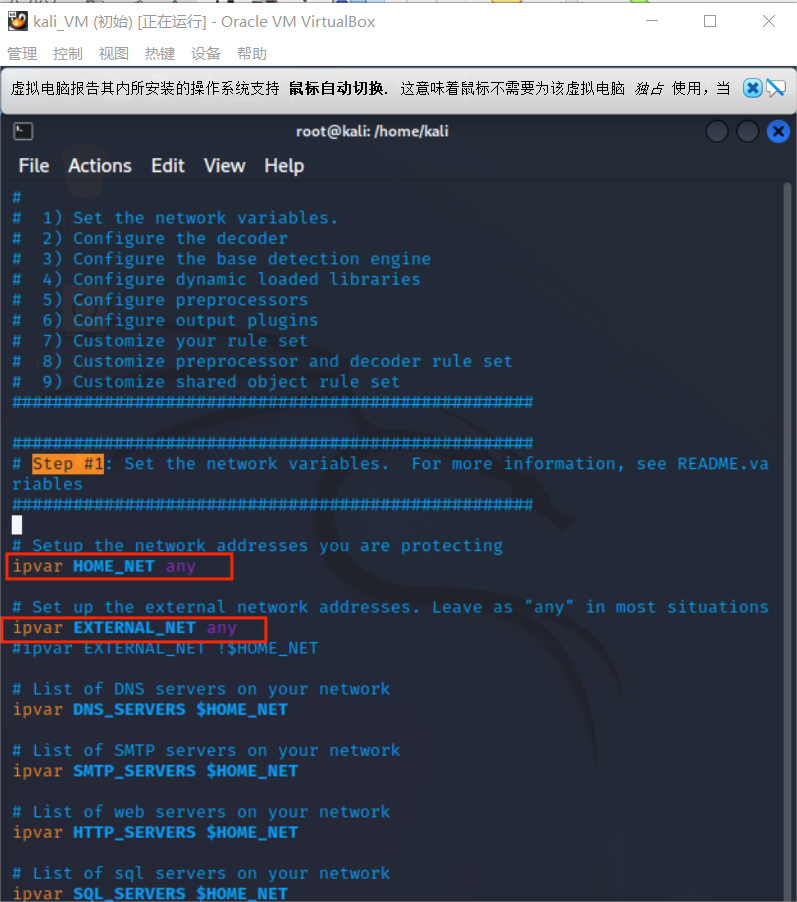 kali_VM (初始) [正在运行] - Oracle VM VirtualBox
管理 控制 视图 热键 设备 帮助
虚拟电脑报告其内所安装的操作系统支持 鼠标自动切换. 这意味着鼠标不需要为该虚拟电脑 独占 使用，当
root@kali: /home/kali
File Actions Edit View Help
#
#  1) Set the network variables.
#  2) Configure the decoder
#  3) Configure the base detection engine
#  4) Configure dynamic loaded libraries
#  5) Configure preprocessors
#  6) Configure output plugins
#  7) Customize your rule set
#  8) Customize preprocessor and decoder rule set
#  9) Customize shared object rule set
###################################################
###################################################
# Step #1: Set the network variables.  For more information, see README.va
riables
###################################################
# Setup the network addresses you are protecting
ipvar HOME_NET any
# Set up the external network addresses. Leave as "any" in most situations
ipvar EXTERNAL_NET any
#ipvar EXTERNAL_NET !$HOME_NET
# List of DNS servers on your network
ipvar DNS_SERVERS $HOME_NET
# List of SMTP servers on your network
ipvar SMTP_SERVERS $HOME_NET
# List of web servers on your network
ipvar HTTP_SERVERS $HOME_NET
# List of sql servers on your network
ipvar SQL_SERVERS $HOME_NET